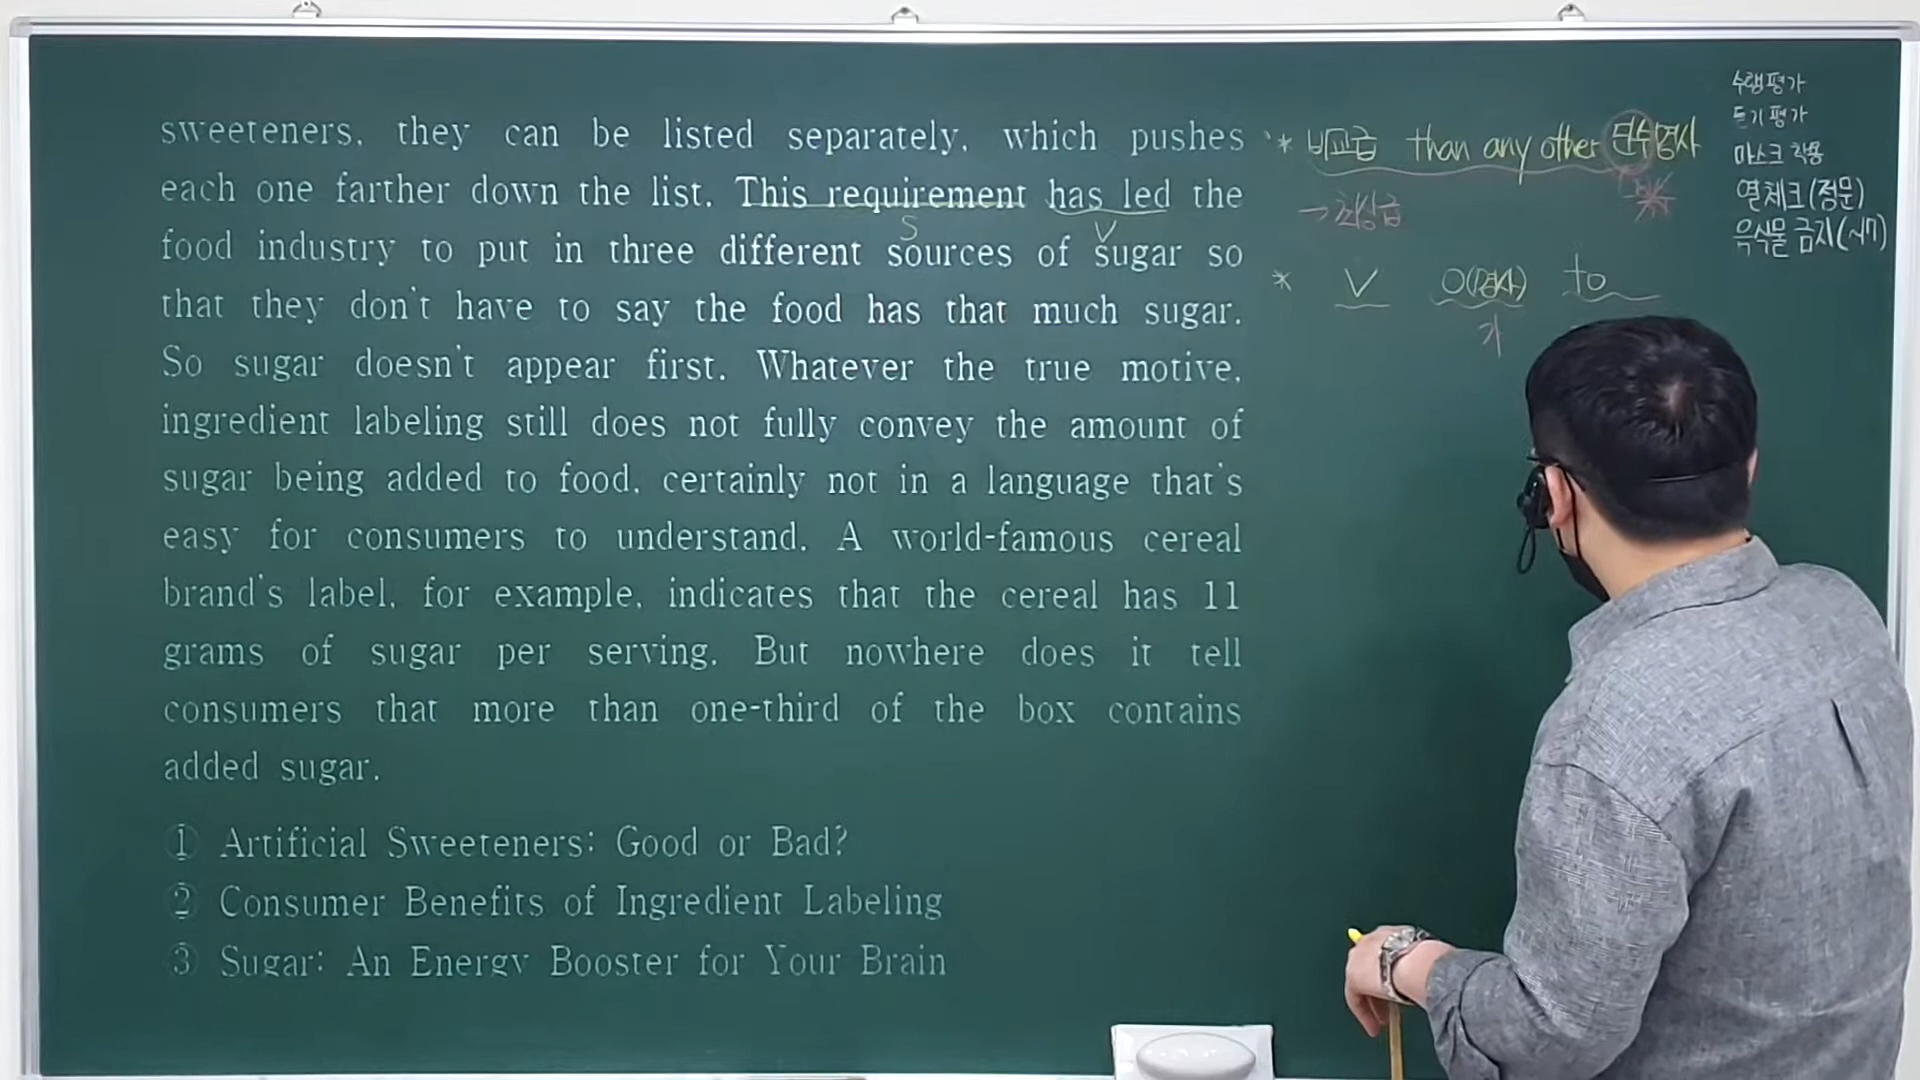 sweeteners, they can be listed separately, which pushes
each one farther down the list. This requirement has led the
S V
food industry to put in three different sources of sugar so
that they don't have to say the food has that much sugar.
So sugar doesn't appear first. Whatever the true motive,
ingredient labeling still does not fully convey the amount of
sugar being added to food, certainly not in a language that's
easy for consumers to understand. A world-famous cereal
brand's label, for example, indicates that the cereal has 11
grams of sugar per serving. But nowhere does it tell
consumers that more than one-third of the box contains
added sugar.
① Artificial Sweeteners: Good or Bad?
② Consumer Benefits of Ingredient Labeling
③ Sugar: An Energy Booster for Your Brain
* 비교급 than any other 단수명사
→ 최상급
* V O(명사) to
가
수행평가
듣기평가
마스크 착용
열체크(정문)
음식물 금지(~17)